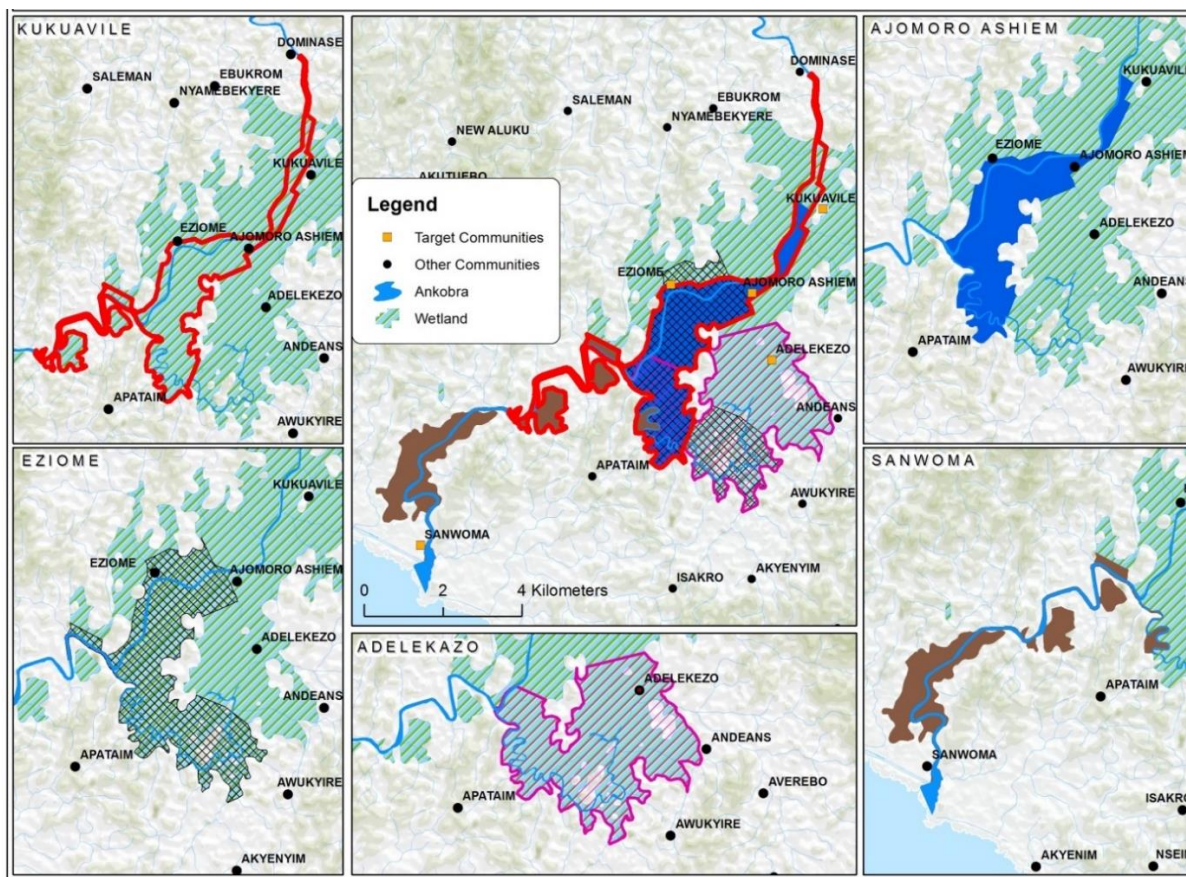 KUKUAVILE
DOMINASE
SALEMAN
EBUKROM
NYAMEBEKYERE
KUKUAVILE
EZIOME
AJOMORO ASHIEM
ADELEKEZO
ANDEANS
APATAIM
AWUKYIRE
DOMINASE
SALEMAN
EBUKROM
NYAMEBEKYERE
NEW ALUKU
KUKUAVILE
Legend
Target Communities
Other Communities
Ankobra
Wetland
EZIOME
AJOMORO ASHIEM
ADELEKEZO
ANDEANS
APATAIM
AWUKYIRE
SANWOMA
ISAKRO
AKYENYIM
0 2 4 Kilometers
AJOMORO ASHIEM
KUKUAVILE
EZIOME
AJOMORO ASHIEM
ADELEKEZO
ANDEANS
APATAIM
AWUKYIRE
EZIOME
KUKUAVILE
EZIOME
AJOMORO ASHIEM
ADELEKEZO
ANDEANS
APATAIM
AWUKYIRE
AKYENYIM
ADELEKAZO
ADELEKEZO
ANDEANS
AVEREBO
APATAIM
AWUKYIRE
SANWOMA
APATAIM
SANWOMA
ISAKRO
AKYENIM
NSEIN